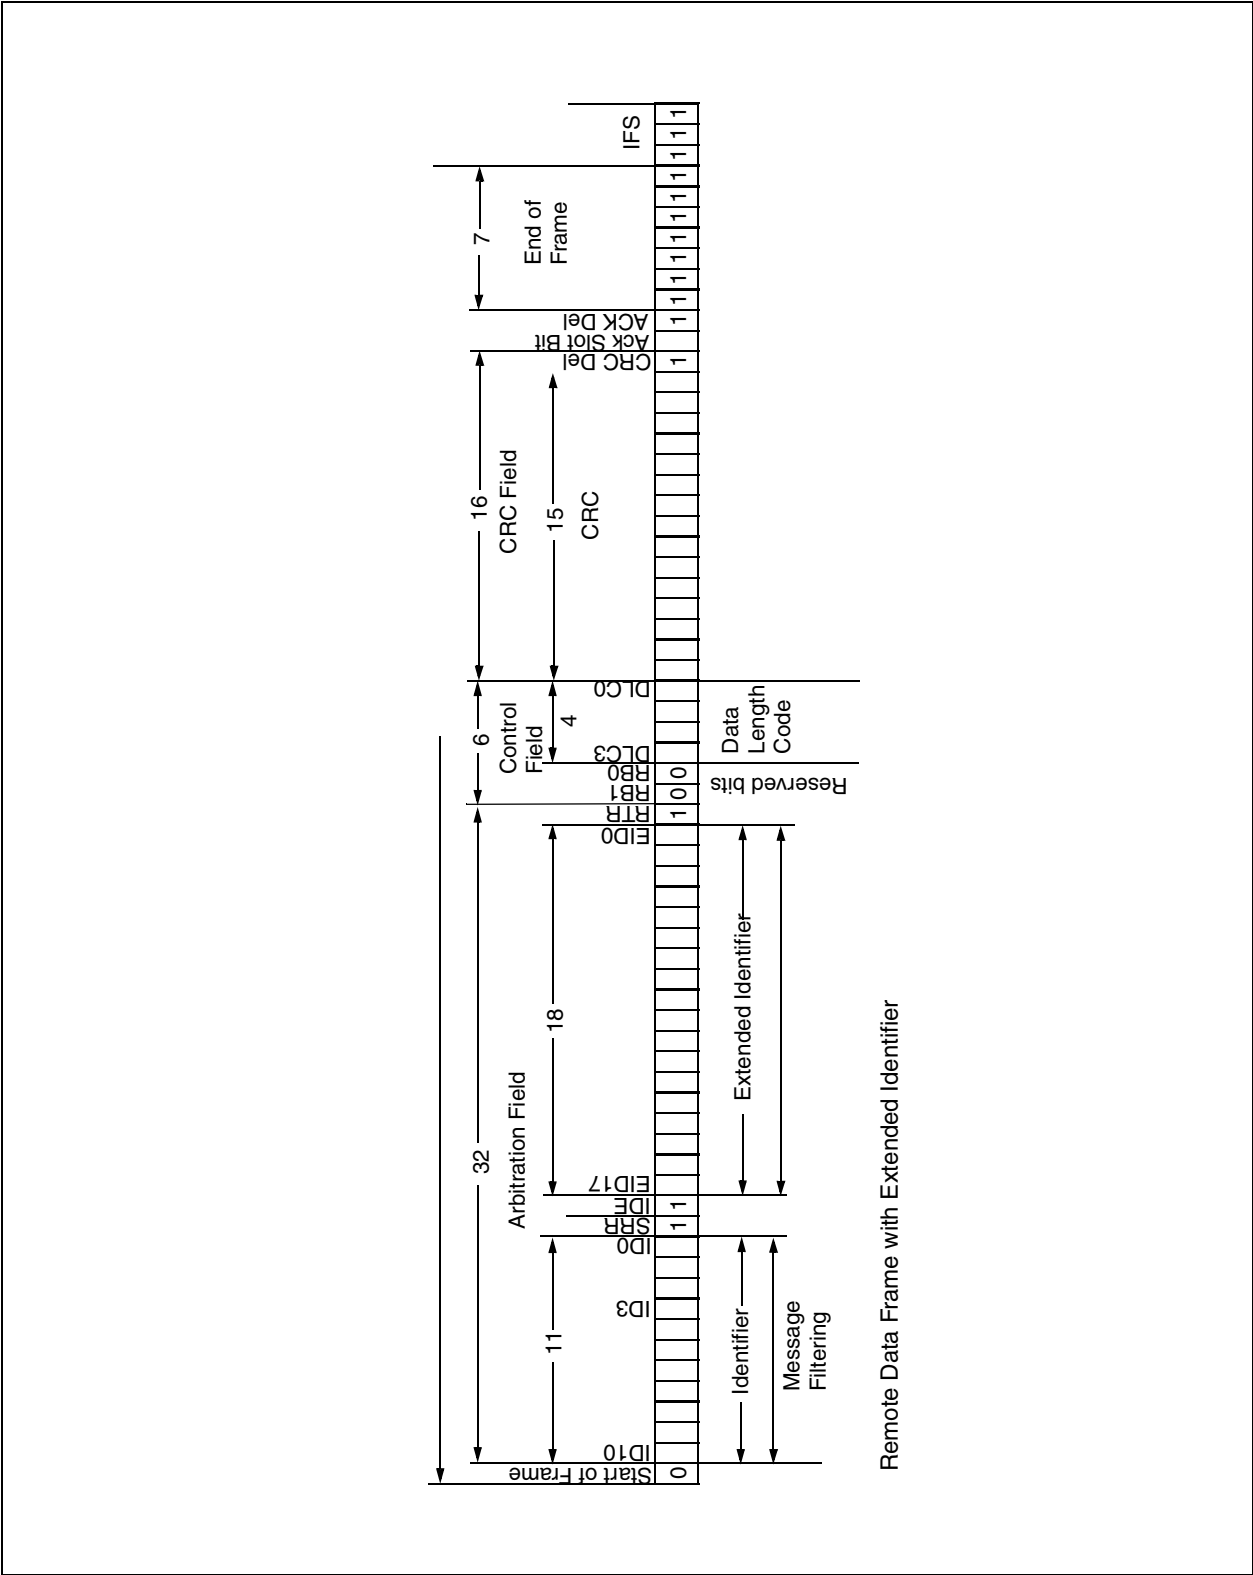 Remote Data Frame with Extended Identifier
32
Arbitration Field
6
Control
Field
16
CRC Field
7
End of
Frame
IFS
11
18
4
15
CRC
Start of Frame
ID10
ID3
ID0
SRR
IDE
EID17
EID0
RTR
RB1
RB0
DLC3
DLC0
CRC Del
Ack Slot Bit
ACK Del
0
1
1
1
0
0
1
1
1
1
1
1
1
1
1
1
1
1
Identifier
Message
Filtering
Extended Identifier
Reserved bits
Data
Length
Code